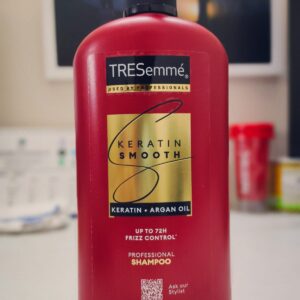 TRESemmé®
USED BY PROFESSIONALS
S
KERATIN
SMOOTH
KERATIN + ARGAN OIL
UP TO 72H
FRIZZ CONTROL*
PROFESSIONAL
SHAMPOO
Ask our
Stylist